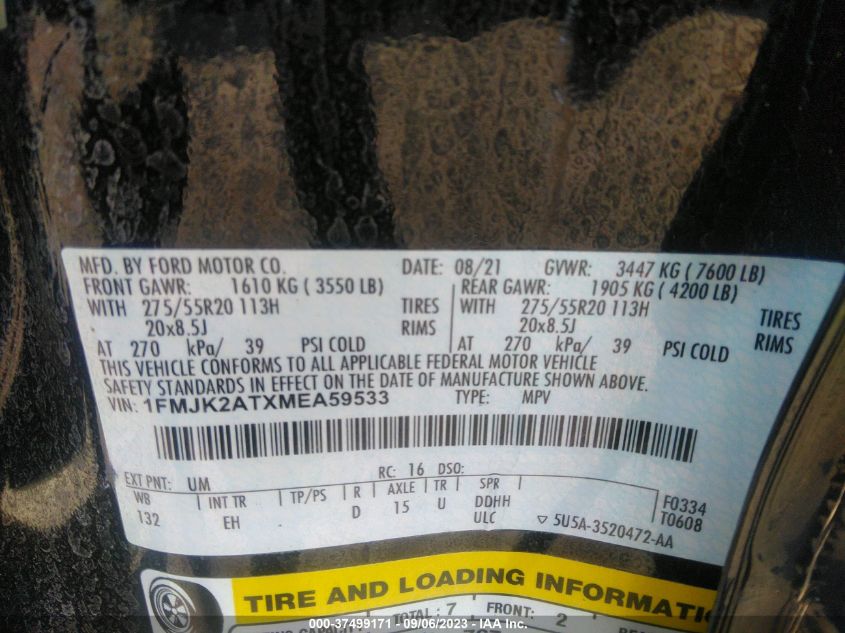 MFD. BY FORD MOTOR CO. DATE: 08/21 GVWR: 3447 KG ( 7600 LB)
FRONT GAWR: 1610 KG ( 3550 LB) REAR GAWR: 1905 KG ( 4200 LB)
WITH 275/55R20 113H TIRES WITH 275/55R20 113H TIRES
20x8.5J RIMS 20x8.5J RIMS
AT 270 kPa/ 39 PSI COLD AT 270 kPa/ 39 PSI COLD
THIS VEHICLE CONFORMS TO ALL APPLICABLE FEDERAL MOTOR VEHICLE
SAFETY STANDARDS IN EFFECT ON THE DATE OF MANUFACTURE SHOWN ABOVE.
VIN: 1FMJK2ATXMEA59533 TYPE: MPV
EXT PNT: UM RC: 16 DSO:
WB INT TR TP/PS R AXLE TR SPR F0334
132 EH D 15 U DDHH T0608
ULC ▽ 5U5A-3520472-AA
TIRE AND LOADING INFORMATION
TOTAL: 7 FRONT: 2
000-37499171 - 09/06/2023 - IAA Inc.